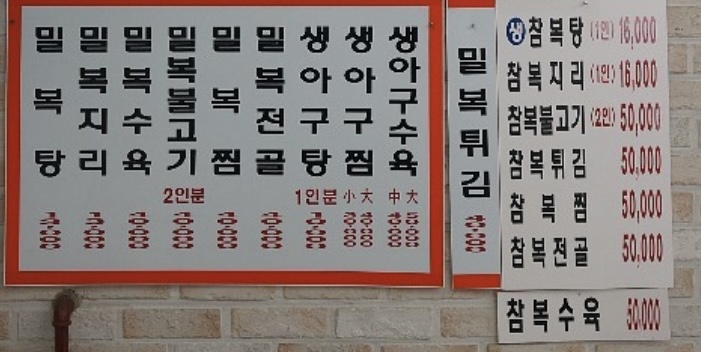 밀복탕
밀복지리
밀복수육
밀복불고기 2인분
밀복찜
밀복전골
생아구탕 1인분
생아구찜 小 大
생아구수육 中 大
밀복튀김
생 참복탕 (1인) 16,000
참복지리 (1인) 16,000
참복불고기 (2인) 50,000
참복튀김 50,000
참복찜 50,000
참복전골 50,000
참복수육 50,000